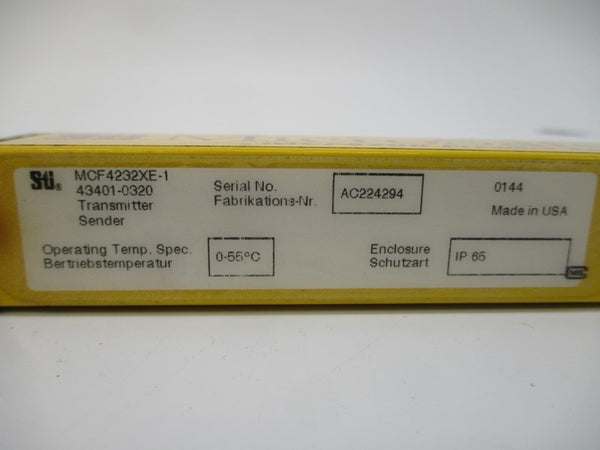 STI® MCF4232XE-1
43401-0320
Transmitter
Sender
Serial No.
Fabrikations-Nr.
AC224294
0144
Made in USA
Operating Temp. Spec.
Bertriebstemperatur
0-55°C
Enclosure
Schutzart
IP 65